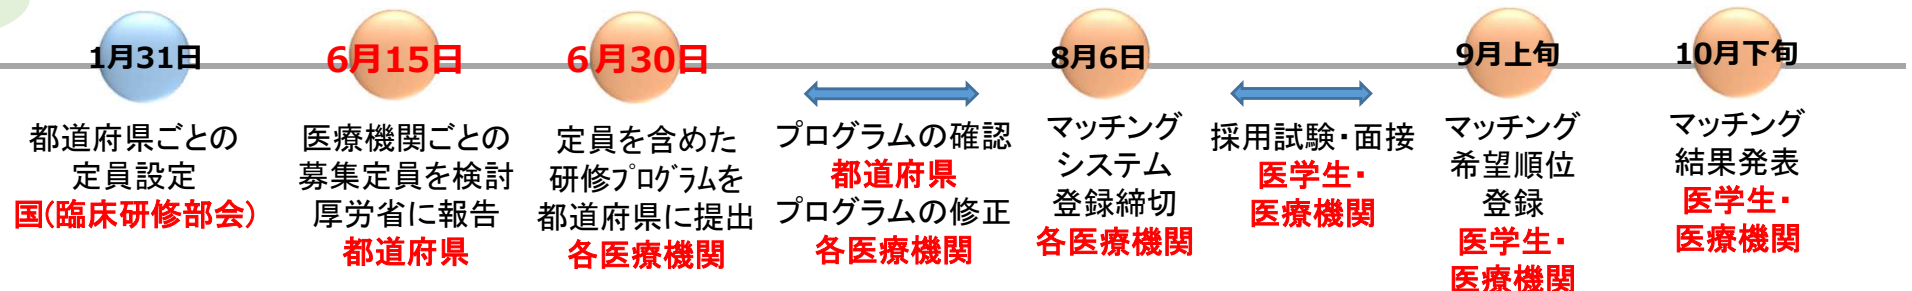 1月31日
都道府県ごとの
定員設定
国(臨床研修部会)
6月15日
医療機関ごとの
募集定員を検討
厚労省に報告
都道府県
6月30日
定員を含めた
研修ﾌﾟﾛｸﾞﾗﾑを
都道府県に提出
各医療機関
プログラムの確認
都道府県
プログラムの修正
各医療機関
8月6日
マッチング
システム
登録締切
各医療機関
採用試験・面接
医学生・
医療機関
9月上旬
マッチング
希望順位
登録
医学生・
医療機関
10月下旬
マッチング
結果発表
医学生・
医療機関